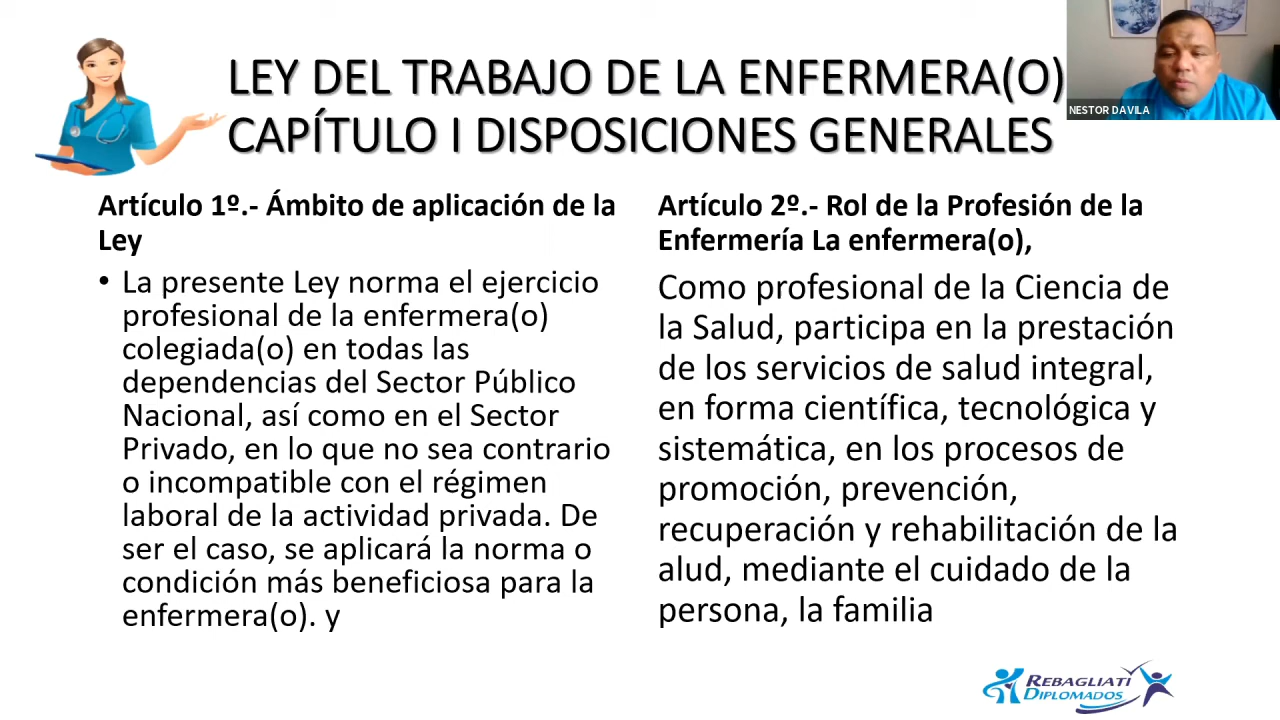 LEY DEL TRABAJO DE LA ENFERMERA(O)
CAPÍTULO I DISPOSICIONES GENERALES
NESTOR DAVILA
Artículo 1º.- Ámbito de aplicación de la
Ley
• La presente Ley norma el ejercicio
profesional de la enfermera(o)
colegiada(o) en todas las
dependencias del Sector Público
Nacional, así como en el Sector
Privado, en lo que no sea contrario
o incompatible con el régimen
laboral de la actividad privada. De
ser el caso, se aplicará la norma o
condición más beneficiosa para la
enfermera(o). y
Artículo 2º.- Rol de la Profesión de la
Enfermería La enfermera(o),
Como profesional de la Ciencia de
la Salud, participa en la prestación
de los servicios de salud integral,
en forma científica, tecnológica y
sistemática, en los procesos de
promoción, prevención,
recuperación y rehabilitación de la
alud, mediante el cuidado de la
persona, la familia
REBAGLIATI
DIPLOMADOS